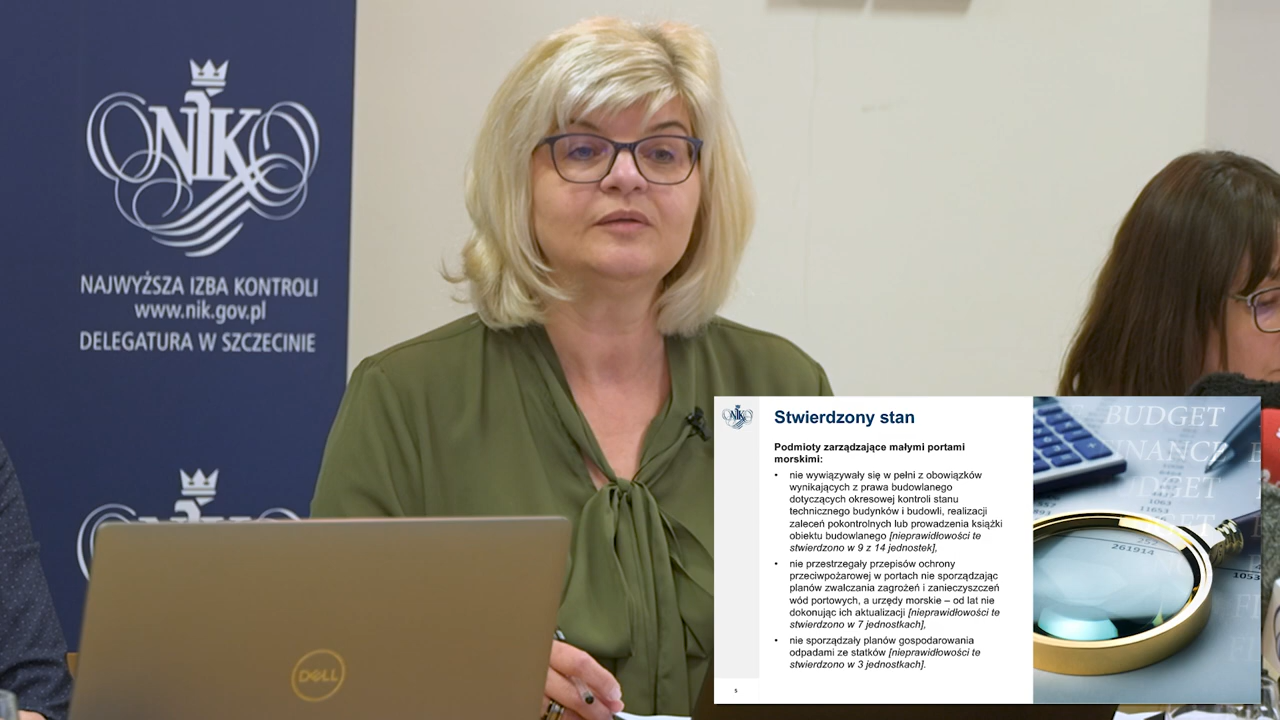 NIK
NAJWYŻSZA IZBA KONTROLI
www.nik.gov.pl
DELEGATURA W SZCZECINIE
DELL
NIK
Stwierdzony stan
Podmioty zarządzające małymi portami
morskimi:
• nie wywiązywały się w pełni z obowiązków
wynikających z prawa budowlanego
dotyczących okresowej kontroli stanu
technicznego budynków i budowli, realizacji
zaleceń pokontrolnych lub prowadzenia książki
obiektu budowlanego [nieprawidłowości te
stwierdzono w 9 z 14 jednostek],
• nie przestrzegały przepisów ochrony
przeciwpożarowej w portach nie sporządzając
planów zwalczania zagrożeń i zanieczyszczeń
wód portowych, a urzędy morskie – od lat nie
dokonując ich aktualizacji [nieprawidłowości te
stwierdzono w 7 jednostkach],
• nie sporządzały planów gospodarowania
odpadami ze statków [nieprawidłowości te
stwierdzono w 3 jednostkach].
5
BUDGET
FINANCE
BUDGET
261914